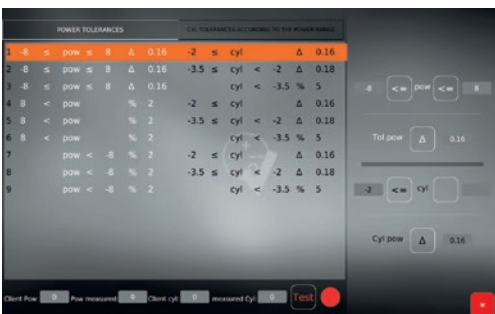 POWER TOLERANCES CYL TOLERANCES ACCORDING TO THE POWER RANGE
1 -8 ≤ pow ≤ 8 Δ 0.16 -2 ≤ cyl Δ 0.16
2 -8 ≤ pow ≤ 8 Δ 0.16 -3.5 ≤ cyl < -2 Δ 0.18
3 -8 ≤ pow ≤ 8 Δ 0.16 cyl < -3.5 % 5
4 8 < pow % 2 -2 ≤ cyl Δ 0.16
5 8 < pow % 2 -3.5 ≤ cyl < -2 Δ 0.18
6 8 < pow % 2 cyl < -3.5 % 5
7 pow < -8 % 2 -2 ≤ cyl Δ 0.16
8 pow < -8 % 2 -3.5 ≤ cyl < -2 Δ 0.18
9 pow < -8 % 2 cyl < -3.5 % 5
-8 <= pow <= 8
Tol pow Δ 0.16
-2 <= cyl
Cyl pow Δ 0.16
Client Pow: 0 Pow measured: 0 Client cyl: 0 measured Cyl: 0 Test
×